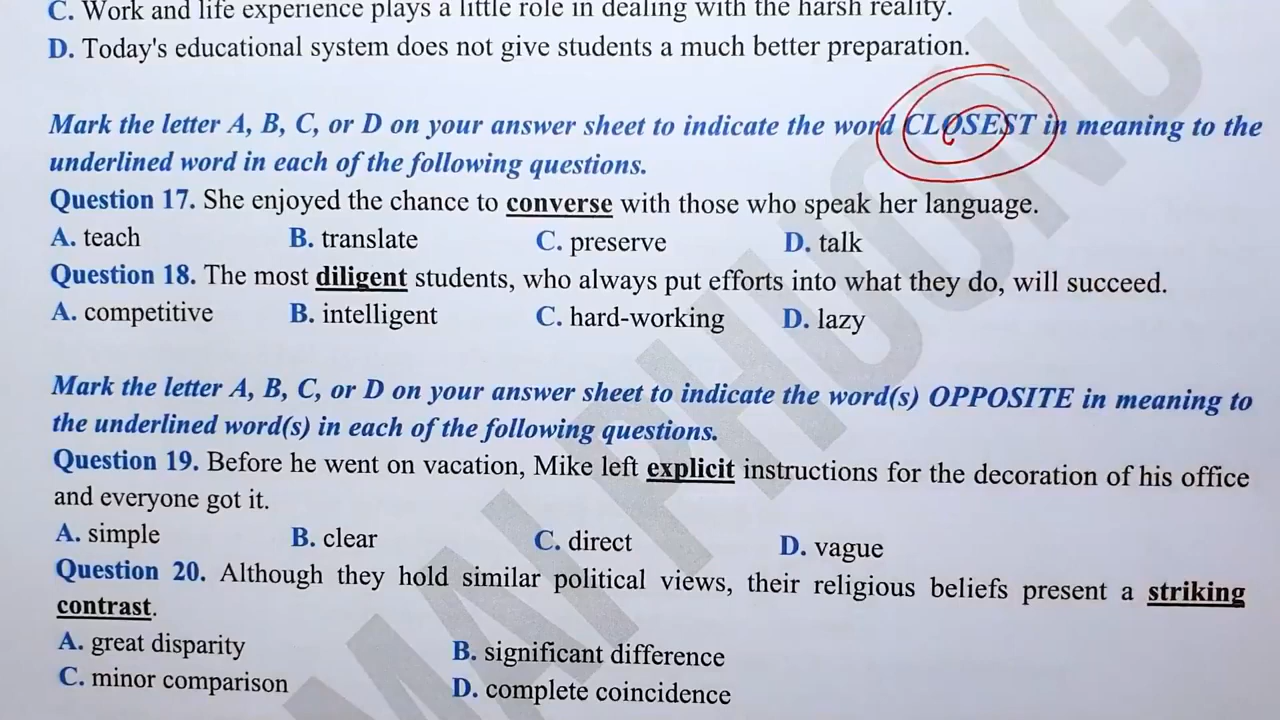 C. Work and life experience plays a little role in dealing with the harsh reality.
D. Today's educational system does not give students a much better preparation.
Mark the letter A, B, C, or D on your answer sheet to indicate the word CLOSEST in meaning to the
underlined word in each of the following questions.
Question 17. She enjoyed the chance to converse with those who speak her language.
A. teach B. translate C. preserve D. talk
Question 18. The most diligent students, who always put efforts into what they do, will succeed.
A. competitive B. intelligent C. hard-working D. lazy
Mark the letter A, B, C, or D on your answer sheet to indicate the word(s) OPPOSITE in meaning to
the underlined word(s) in each of the following questions.
Question 19. Before he went on vacation, Mike left explicit instructions for the decoration of his office
and everyone got it.
A. simple B. clear C. direct D. vague
Question 20. Although they hold similar political views, their religious beliefs present a striking
contrast.
A. great disparity B. significant difference
C. minor comparison D. complete coincidence
MAI PHUONG